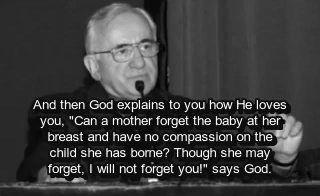 And then God explains to you how He loves
you, "Can a mother forget the baby at her
breast and have no compassion on the
child she has borne? Though she may
forget, I will not forget you!" says God.